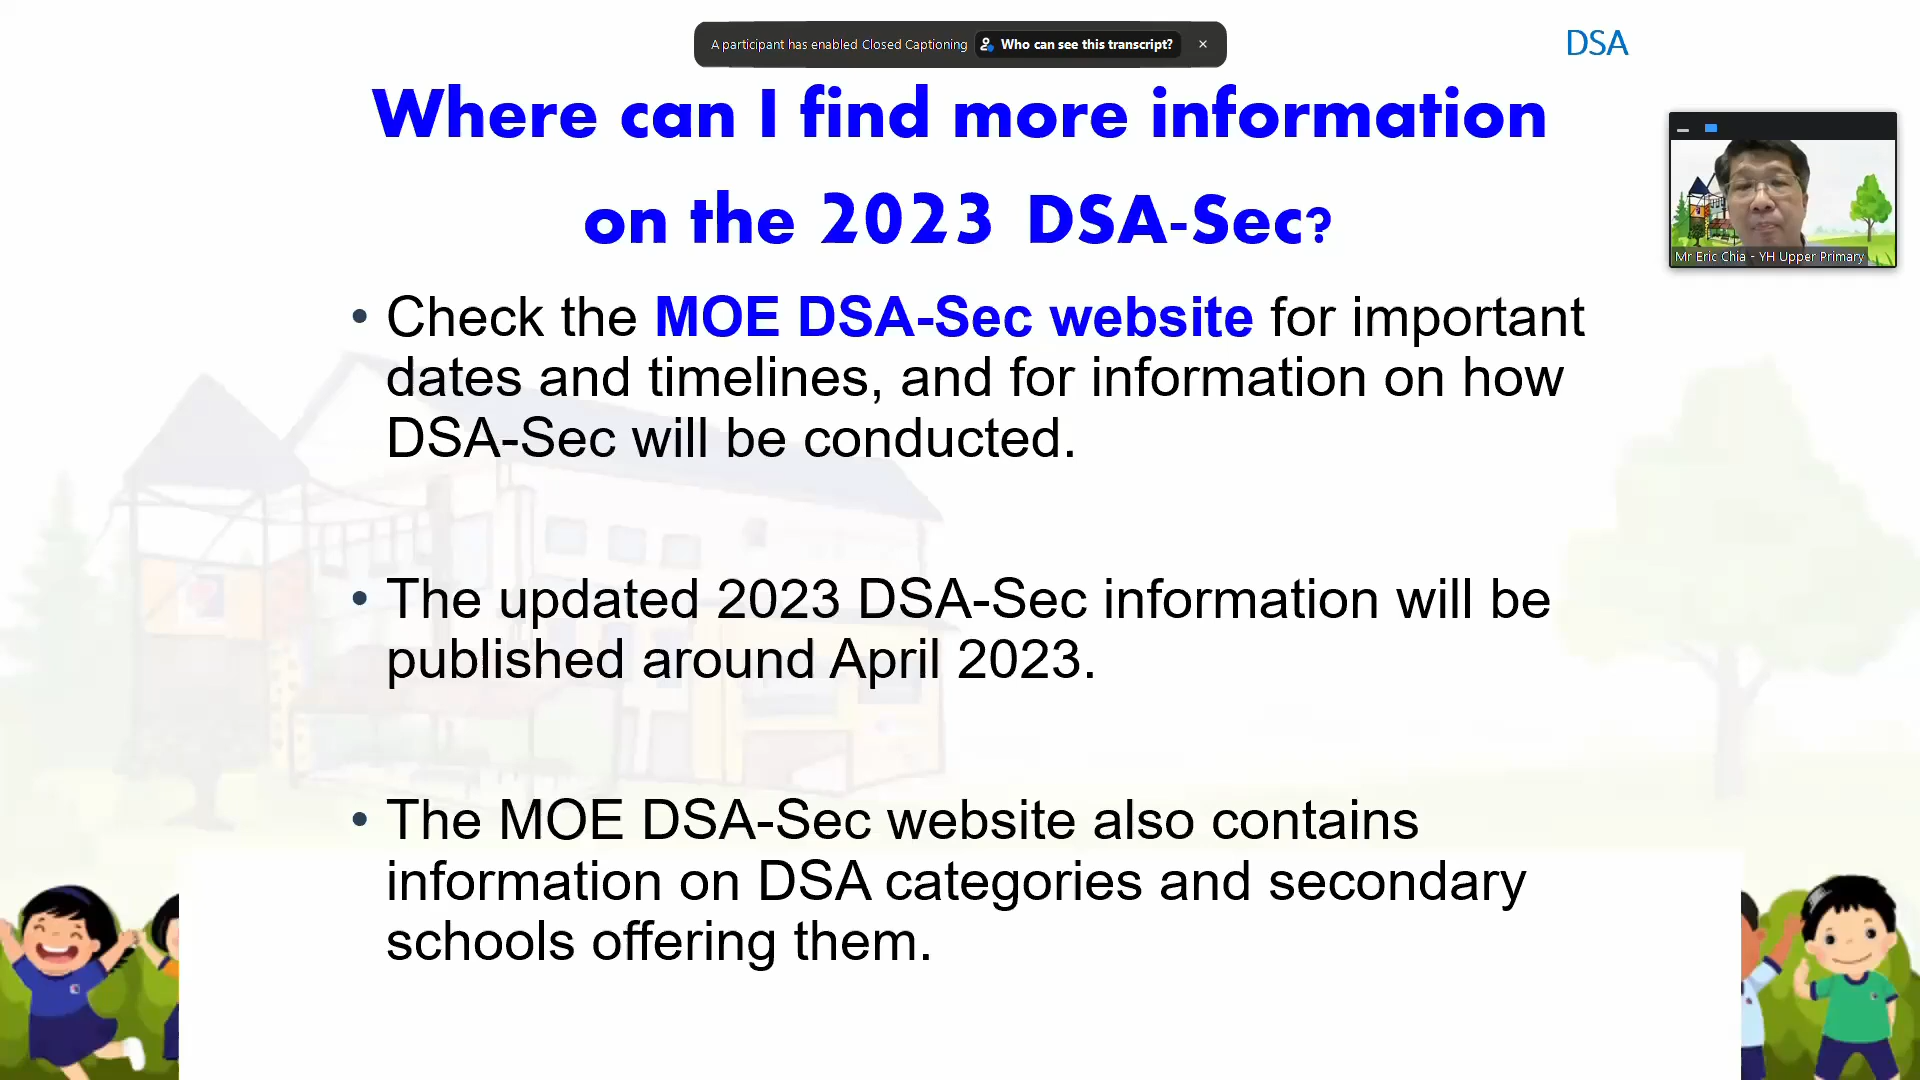 A participant has enabled Closed Captioning Who can see this transcript?
DSA
Where can I find more information
on the 2023 DSA-Sec?
Mr Eric Chia - YH Upper Primary
• Check the MOE DSA-Sec website for important
dates and timelines, and for information on how
DSA-Sec will be conducted.
• The updated 2023 DSA-Sec information will be
published around April 2023.
• The MOE DSA-Sec website also contains
information on DSA categories and secondary
schools offering them.